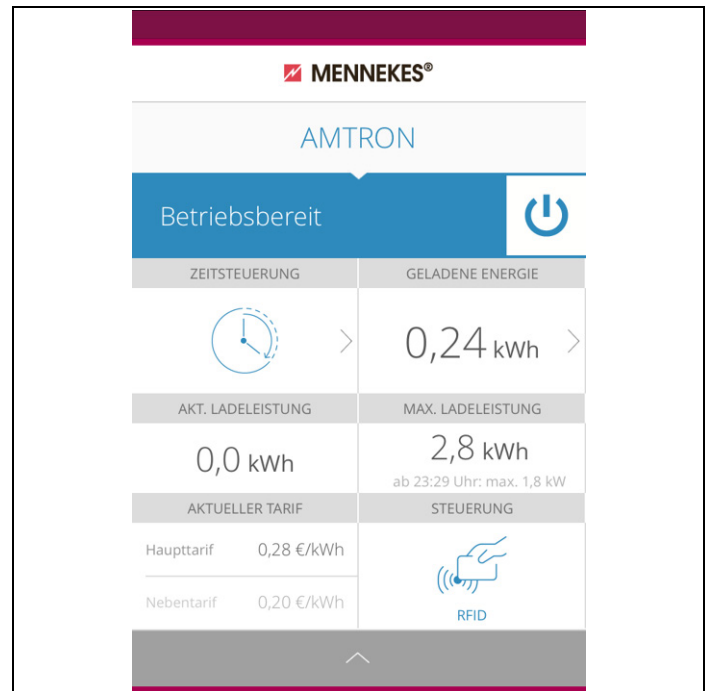 MENNEKES®
AMTRON
Betriebsbereit
ZEITSTEUERUNG
GELADENE ENERGIE
0,24 kWh
AKT. LADELEISTUNG
MAX. LADELEISTUNG
0,0 kWh
2,8 kWh
ab 23:29 Uhr: max. 1,8 kW
AKTUELLER TARIF
STEUERUNG
Haupttarif 0,28 €/kWh
Nebentarif 0,20 €/kWh
RFID